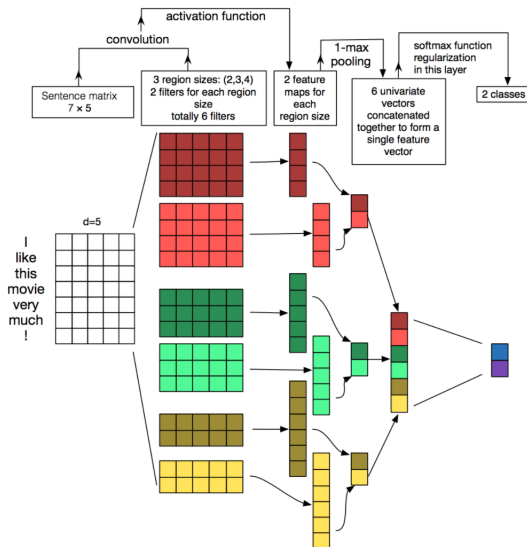 activation function
convolution
1-max
pooling
softmax function
regularization
in this layer
Sentence matrix
7 × 5
3 region sizes: (2,3,4)
2 filters for each region
size
totally 6 filters
2 feature
maps for
each
region size
6 univariate
vectors
concatenated
together to form a
single feature
vector
2 classes
d=5
I
like
this
movie
very
much
!